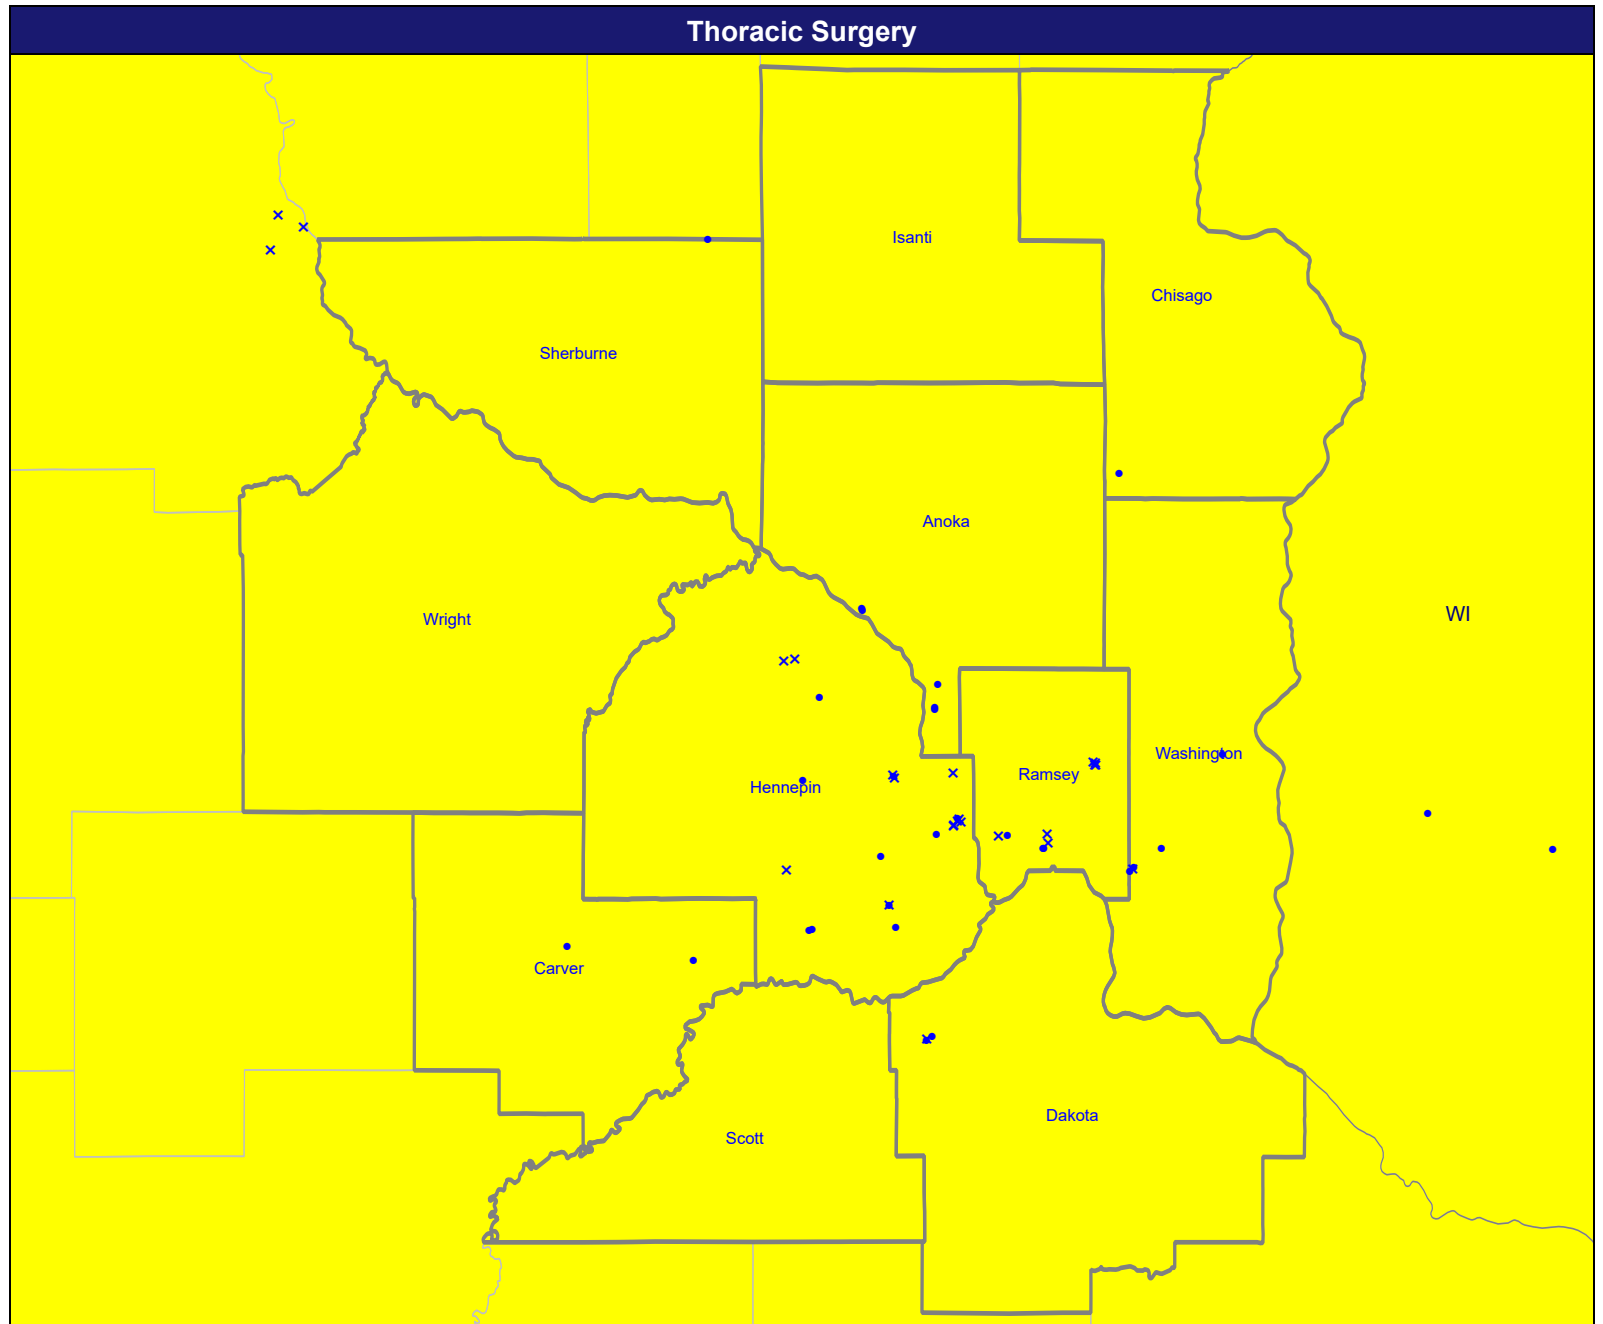 Thoracic Surgery
Isanti
Chisago
Sherburne
Anoka
Wright
WI
Washington
Ramsey
Hennepin
Carver
Dakota
Scott